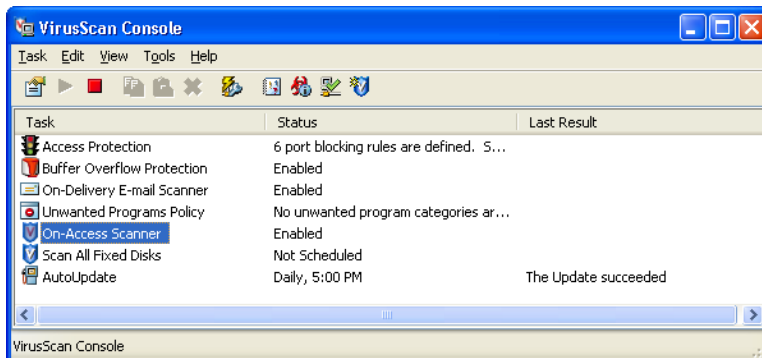 VirusScan Console
Task Edit View Tools Help
Task Status Last Result
Access Protection 6 port blocking rules are defined. S...
Buffer Overflow Protection Enabled
On-Delivery E-mail Scanner Enabled
Unwanted Programs Policy No unwanted program categories ar...
On-Access Scanner Enabled
Scan All Fixed Disks Not Scheduled
AutoUpdate Daily, 5:00 PM The Update succeeded
VirusScan Console